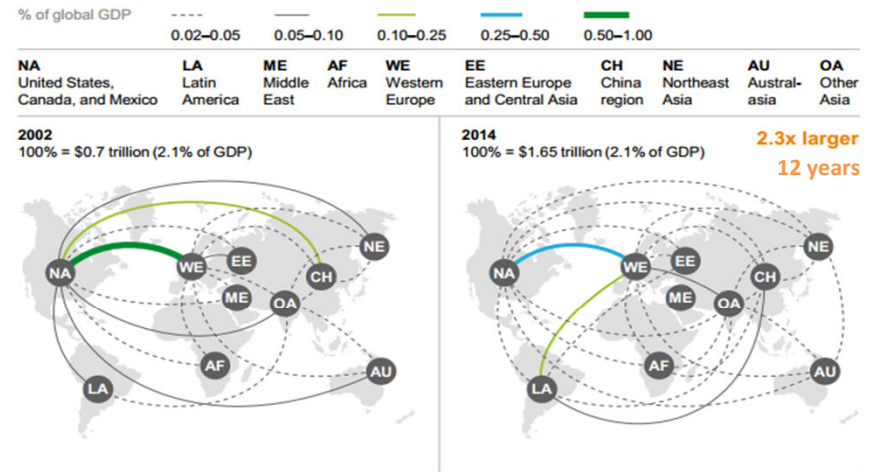 % of global GDP
0.02–0.05
0.05–0.10
0.10–0.25
0.25–0.50
0.50–1.00
NA
United States,
Canada, and Mexico
LA
Latin
America
ME
Middle
East
AF
Africa
WE
Western
Europe
EE
Eastern Europe
and Central Asia
CH
China
region
NE
Northeast
Asia
AU
Austral-
asia
OA
Other
Asia
2002
100% = $0.7 trillion (2.1% of GDP)
NA
WE
EE
NE
CH
ME
OA
AF
AU
LA
2014
100% = $1.65 trillion (2.1% of GDP)
2.3x larger
12 years
NA
WE
EE
NE
CH
ME
OA
AF
AU
LA